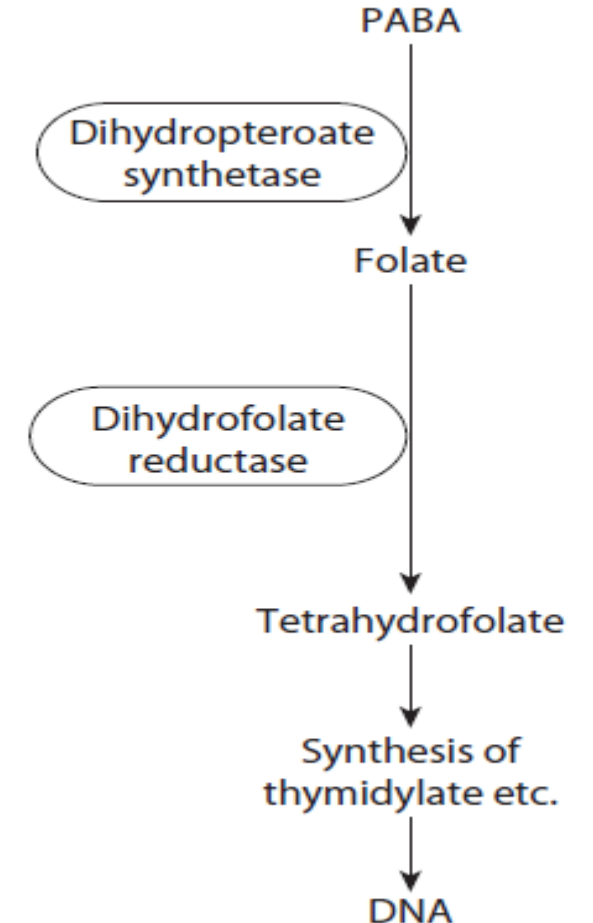 PABA
Dihydropteroate
synthetase
Folate
Dihydrofolate
reductase
Tetrahydrofolate
Synthesis of
thymidylate etc.
DNA